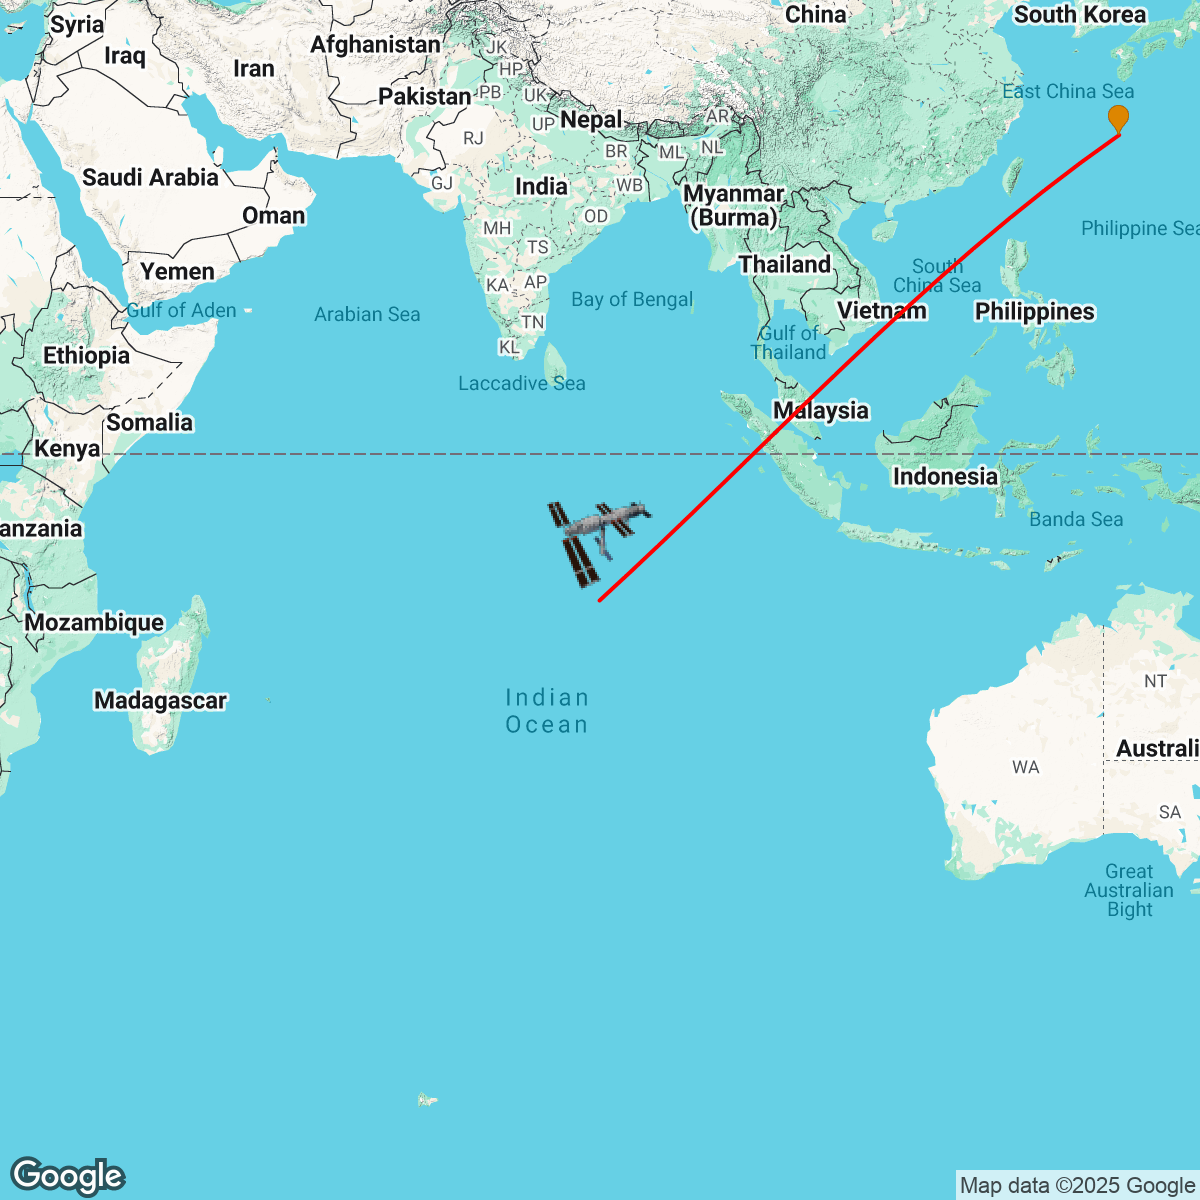 China
South Korea
Syria
Afghanistan
JK
Iraq
Iran
HP
Pakistan
PB
UK
East China Sea
Nepal
AR
UP
RJ
NL
BR
ML
Saudi Arabia
GJ
India
WB
Myanmar
(Burma)
Oman
OD
MH
Philippine Sea
TS
Yemen
Thailand
South
China Sea
KA
AP
Bay of Bengal
Gulf of Aden
Arabian Sea
Vietnam
Philippines
TN
Gulf of
Thailand
KL
Ethiopia
Laccadive Sea
Malaysia
Somalia
Kenya
Indonesia
Banda Sea
anzania
Mozambique
NT
Madagascar
Indian
Ocean
Australi
WA
SA
Great
Australian
Bight
Google
Map data ©2025 Google